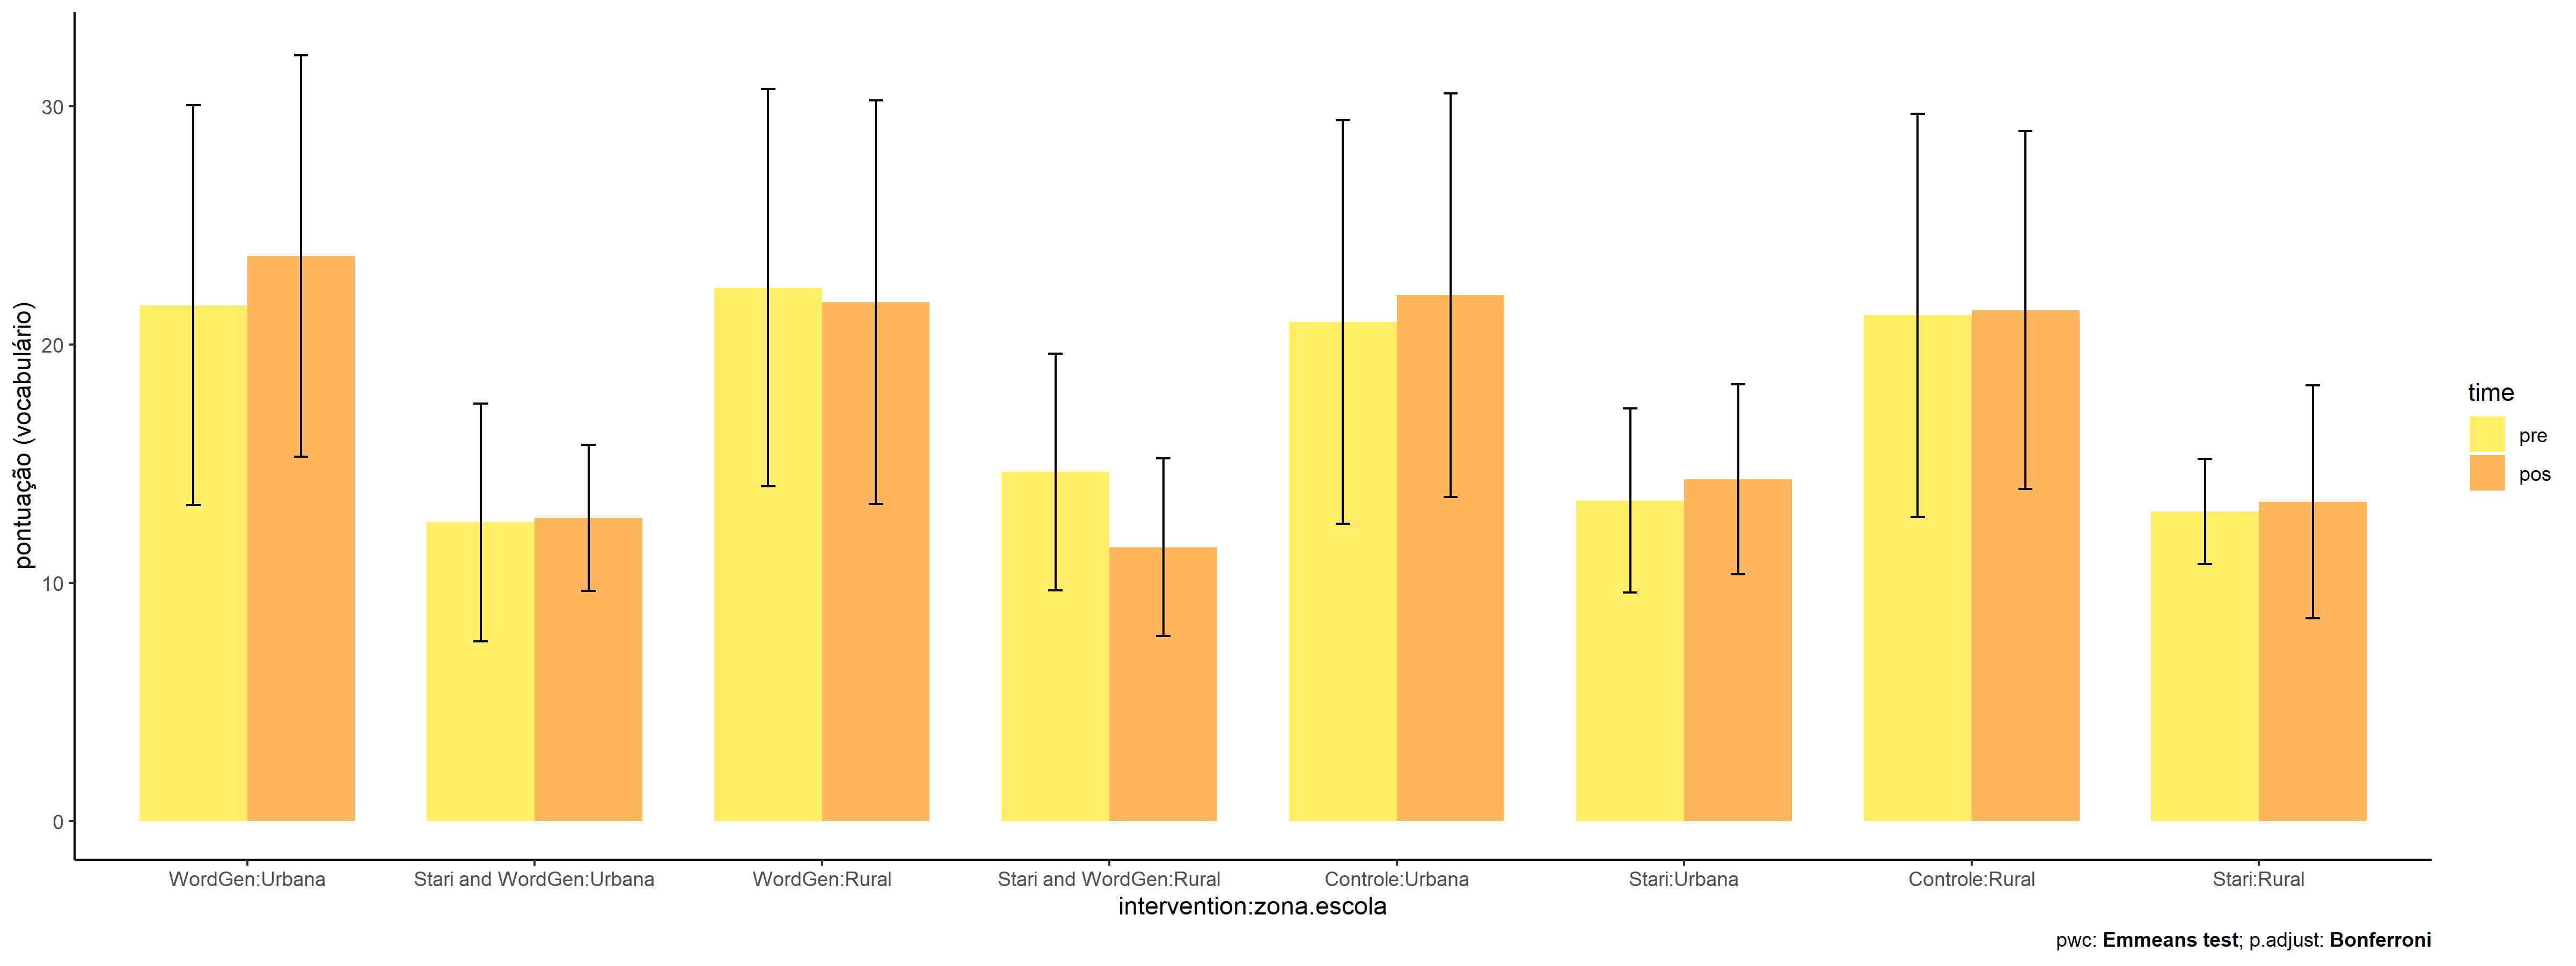 30
20
10
0
pontuação (vocabulário)
WordGen:Urbana
Stari and WordGen:Urbana
WordGen:Rural
Stari and WordGen:Rural
Controle:Urbana
Stari:Urbana
Controle:Rural
Stari:Rural
intervention:zona.escola
time
pre
pos
pwc: Emmeans test; p.adjust: Bonferroni